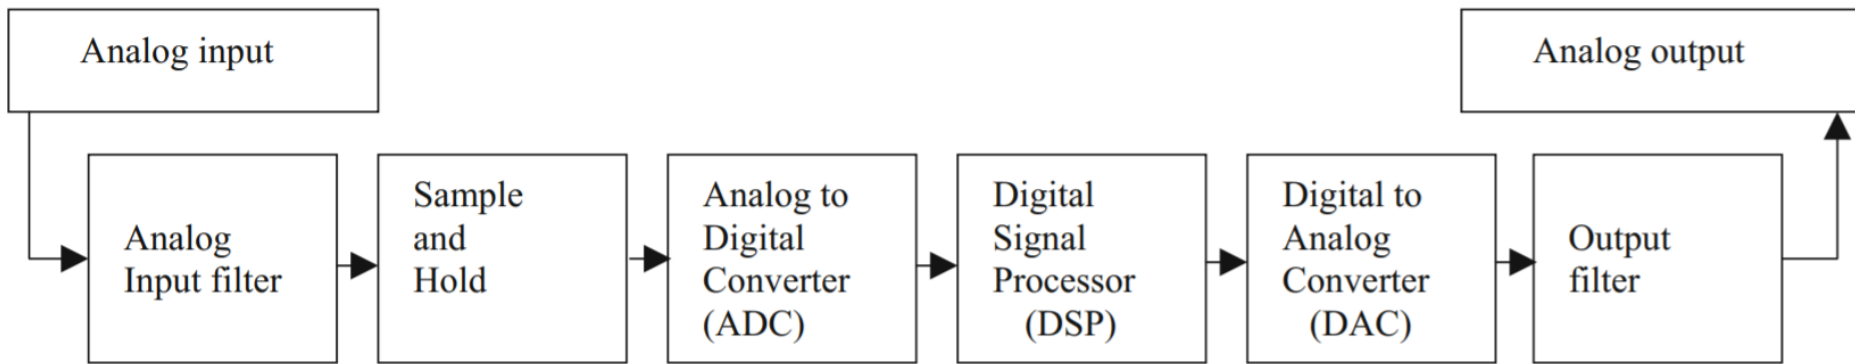 Analog input
Analog output
Analog
Input filter
Sample
and
Hold
Analog to
Digital
Converter
(ADC)
Digital
Signal
Processor
(DSP)
Digital to
Analog
Converter
(DAC)
Output
filter